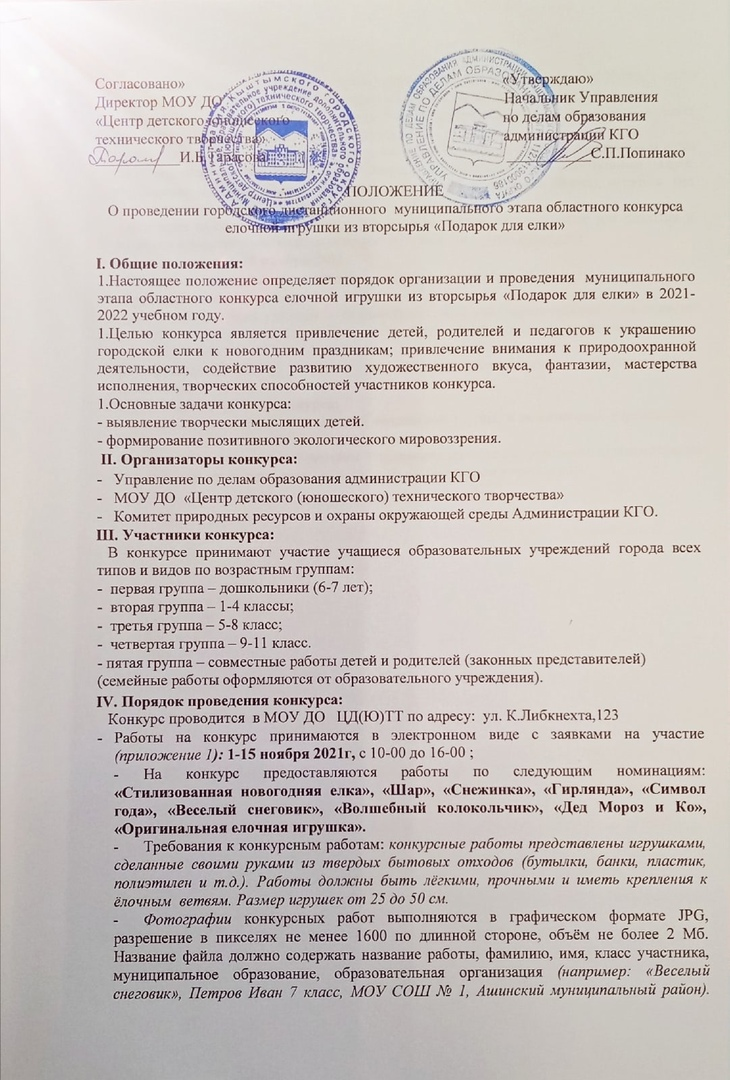 Согласовано» «Утверждаю»
Директор МОУ ДО Начальник Управления
«Центр детского юношеского по делам образования
технического творчества» администрации КГО
И.В. Тарасова С.П.Попинако
ПОЛОЖЕНИЕ
О проведении городского дистанционного муниципального этапа областного конкурса
елочной игрушки из вторсырья «Подарок для елки»
I. Общие положения:
1.Настоящее положение определяет порядок организации и проведения муниципального
этапа областного конкурса елочной игрушки из вторсырья «Подарок для елки» в 2021-
2022 учебном году.
1.Целью конкурса является привлечение детей, родителей и педагогов к украшению
городской елки к новогодним праздникам; привлечение внимания к природоохранной
деятельности, содействие развитию художественного вкуса, фантазии, мастерства
исполнения, творческих способностей участников конкурса.
1.Основные задачи конкурса:
- выявление творчески мыслящих детей.
- формирование позитивного экологического мировоззрения.
II. Организаторы конкурса:
- Управление по делам образования администрации КГО
- МОУ ДО «Центр детского (юношеского) технического творчества»
- Комитет природных ресурсов и охраны окружающей среды Администрации КГО.
III. Участники конкурса:
В конкурсе принимают участие учащиеся образовательных учреждений города всех
типов и видов по возрастным группам:
- первая группа – дошкольники (6-7 лет);
- вторая группа – 1-4 классы;
- третья группа – 5-8 класс;
- четвертая группа – 9-11 класс.
- пятая группа – совместные работы детей и родителей (законных представителей)
(семейные работы оформляются от образовательного учреждения).
IV. Порядок проведения конкурса:
Конкурс проводится в МОУ ДО ЦД(Ю)ТТ по адресу: ул. К.Либкнехта,123
- Работы на конкурс принимаются в электронном виде с заявками на участие
(приложение 1): 1-15 ноября 2021г, с 10-00 до 16-00 ;
- На конкурс предоставляются работы по следующим номинациям:
«Стилизованная новогодняя елка», «Шар», «Снежинка», «Гирлянда», «Символ
года», «Веселый снеговик», «Волшебный колокольчик», «Дед Мороз и Ко»,
«Оригинальная елочная игрушка».
- Требования к конкурсным работам: конкурсные работы представлены игрушками,
сделанные своими руками из твердых бытовых отходов (бутылки, банки, пластик,
полиэтилен и т.д.). Работы должны быть лёгкими, прочными и иметь крепления к
ёлочным ветвям. Размер игрушек от 25 до 50 см.
- Фотографии конкурсных работ выполняются в графическом формате JPG,
разрешение в пикселях не менее 1600 по длинной стороне, объём не более 2 Мб.
Название файла должно содержать название работы, фамилию, имя, класс участника,
муниципальное образование, образовательная организация (например: «Веселый
снеговик», Петров Иван 7 класс, МОУ СОШ № 1, Ашинский муниципальный район).